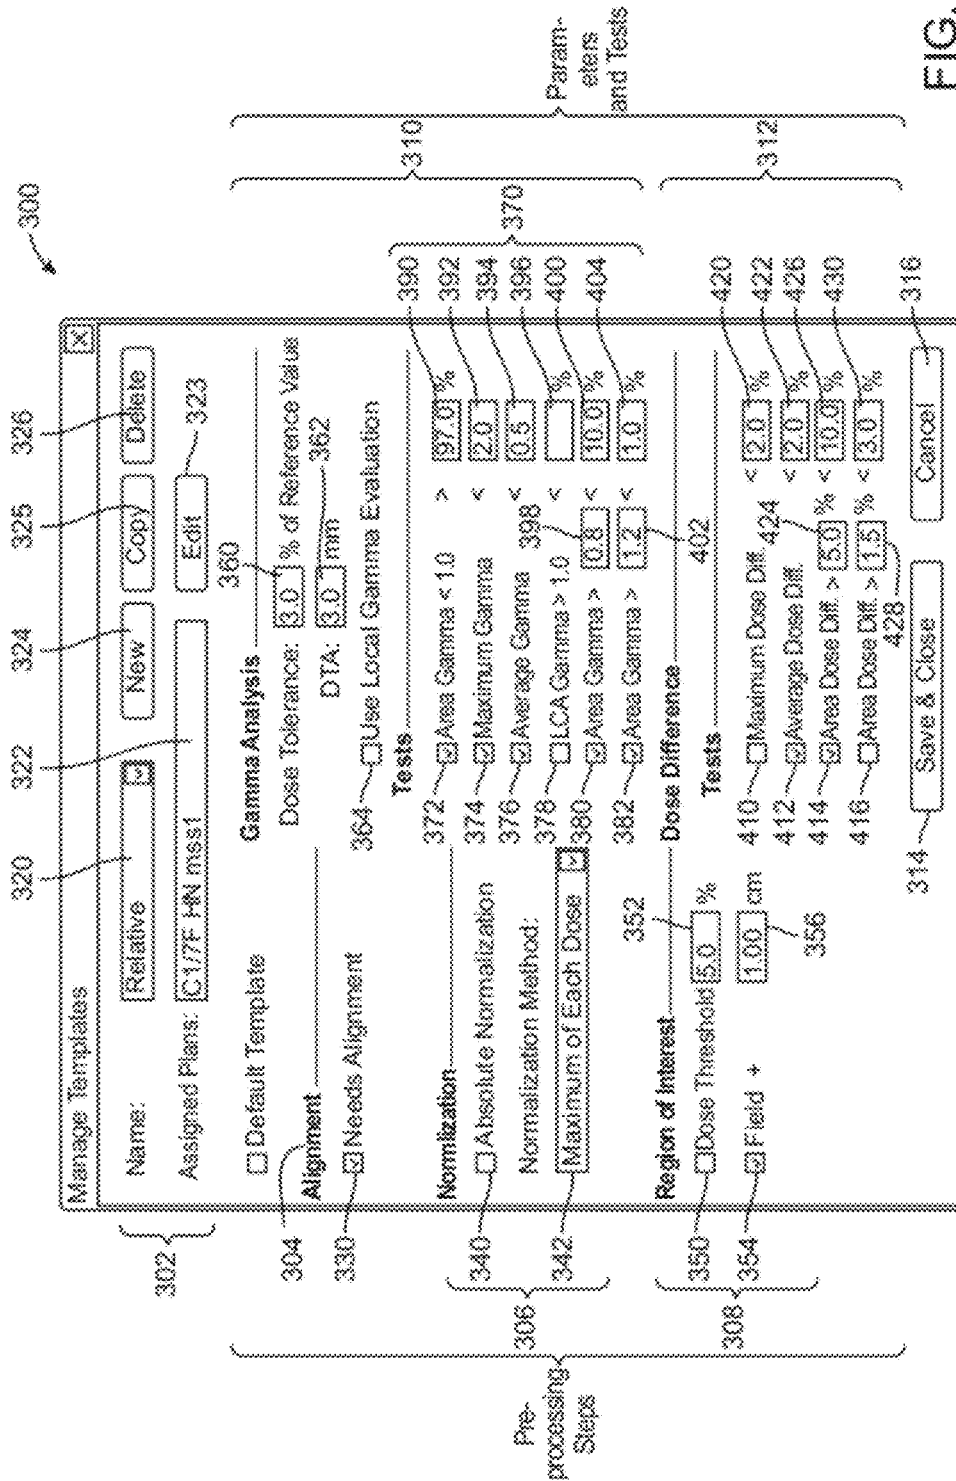 300
Manage Templates
320 322 324 325 326
302
Name: Relative New Copy Delete
Assigned Plans: C1/7F HN mss1 Edit 323
Default Template
304
Alignment
330 Needs Alignment
Normlization
340 Absolute Normalization
Normalization Method:
342 Maximum of Each Dose
306
Region of Interest
352
350 Dose Threshold 5.0 %
354 Field + 1.00 cm
356
308
Pre-
processing
Steps
Gamma Analysis
360
Dose Tolerance: 3.0 % of Reference Value
DTA: 3.0 mm 362
364 Use Local Gamma Evaluation
Tests
372 Area Gamma < 1.0 > 97.0 % 390
374 Maximum Gamma < 2.0 392
376 Average Gamma < 0.5 394
378 LCA Gamma > 1.0 < % 396
398
380 Area Gamma > 0.8 < 10.0 % 400
382 Area Gamma > 1.2 < 1.0 % 404
402
370
310
Dose Difference
Tests
410 Maximum Dose Diff. < 2.0 % 420
412 Average Dose Diff. < 2.0 % 422
424
414 Area Dose Diff. > 5.0 % < 10.0 % 426
416 Area Dose Diff. > 1.5 % < 3.0 % 430
428
312
Param-
eters
and Tests
314 Save & Close Cancel 316
FIG.